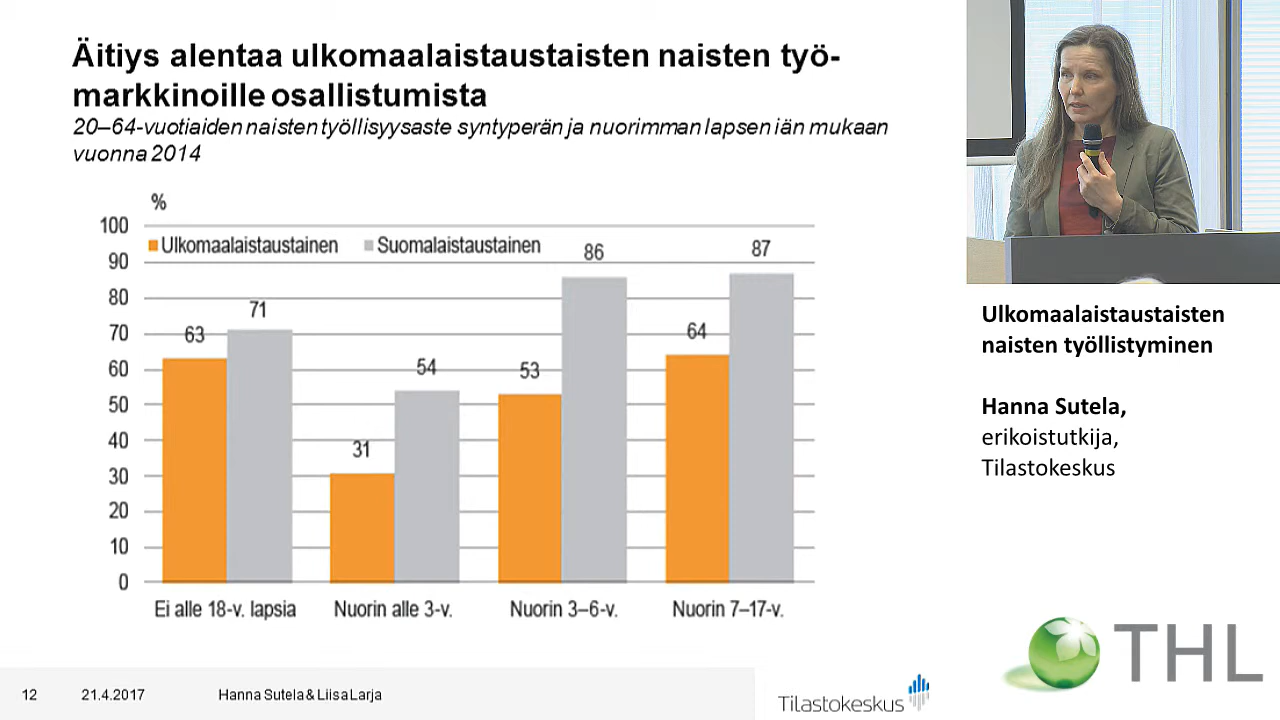 Äitiys alentaa ulkomaalaistaustaisten naisten työ-
markkinoille osallistumista
20–64-vuotiaiden naisten työllisyysaste syntyperän ja nuorimman lapsen iän mukaan
vuonna 2014
%
100
90
80
70
60
50
40
30
20
10
0
Ulkomaalaistaustainen
Suomalaistaustainen
63
71
31
54
53
86
64
87
Ei alle 18-v. lapsia
Nuorin alle 3-v.
Nuorin 3–6-v.
Nuorin 7–17-v.
12
21.4.2017
Hanna Sutela & Liisa Larja
Tilastokeskus
Ulkomaalaistaustaisten
naisten työllistyminen
Hanna Sutela,
erikoistutkija,
Tilastokeskus
THL